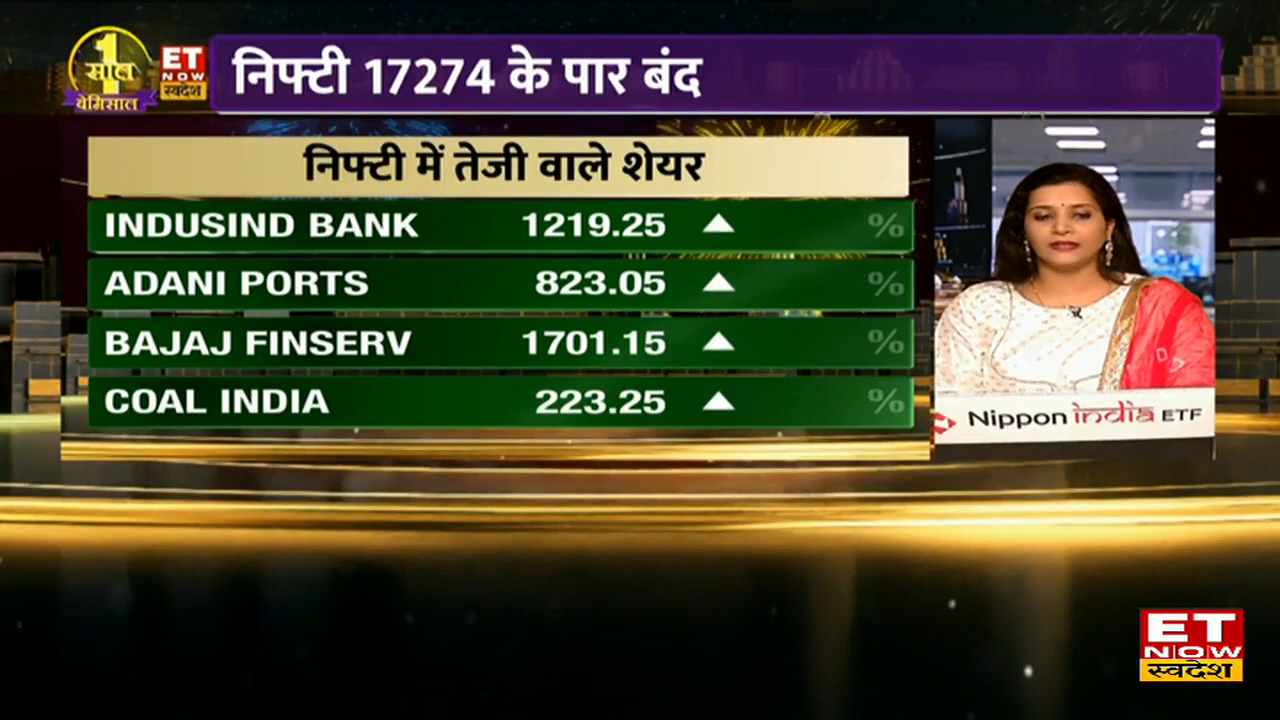 1
साल
बेमिसाल
ET
NOW
स्वदेश
निफ्टी 17274 के पार बंद
निफ्टी में तेजी वाले शेयर
INDUSIND BANK 1219.25 ▲ %
ADANI PORTS 823.05 ▲ %
BAJAJ FINSERV 1701.15 ▲ %
COAL INDIA 223.25 ▲ %
Nippon india ETF
ET
NOW
स्वदेश